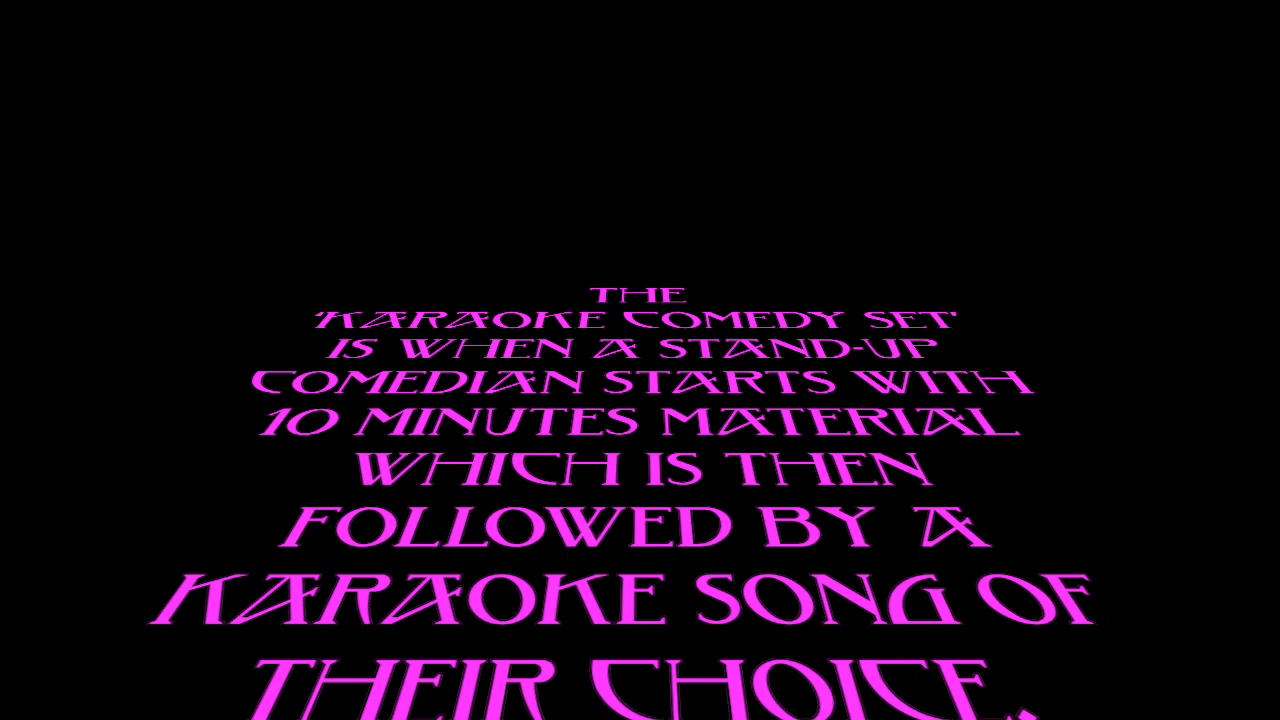 THE
'KARAOKE COMEDY SET'
IS WHEN A STAND-UP
COMEDIAN STARTS WITH
10 MINUTES MATERIAL
WHICH IS THEN
FOLLOWED BY A
KARAOKE SONG OF
THEIR CHOICE.